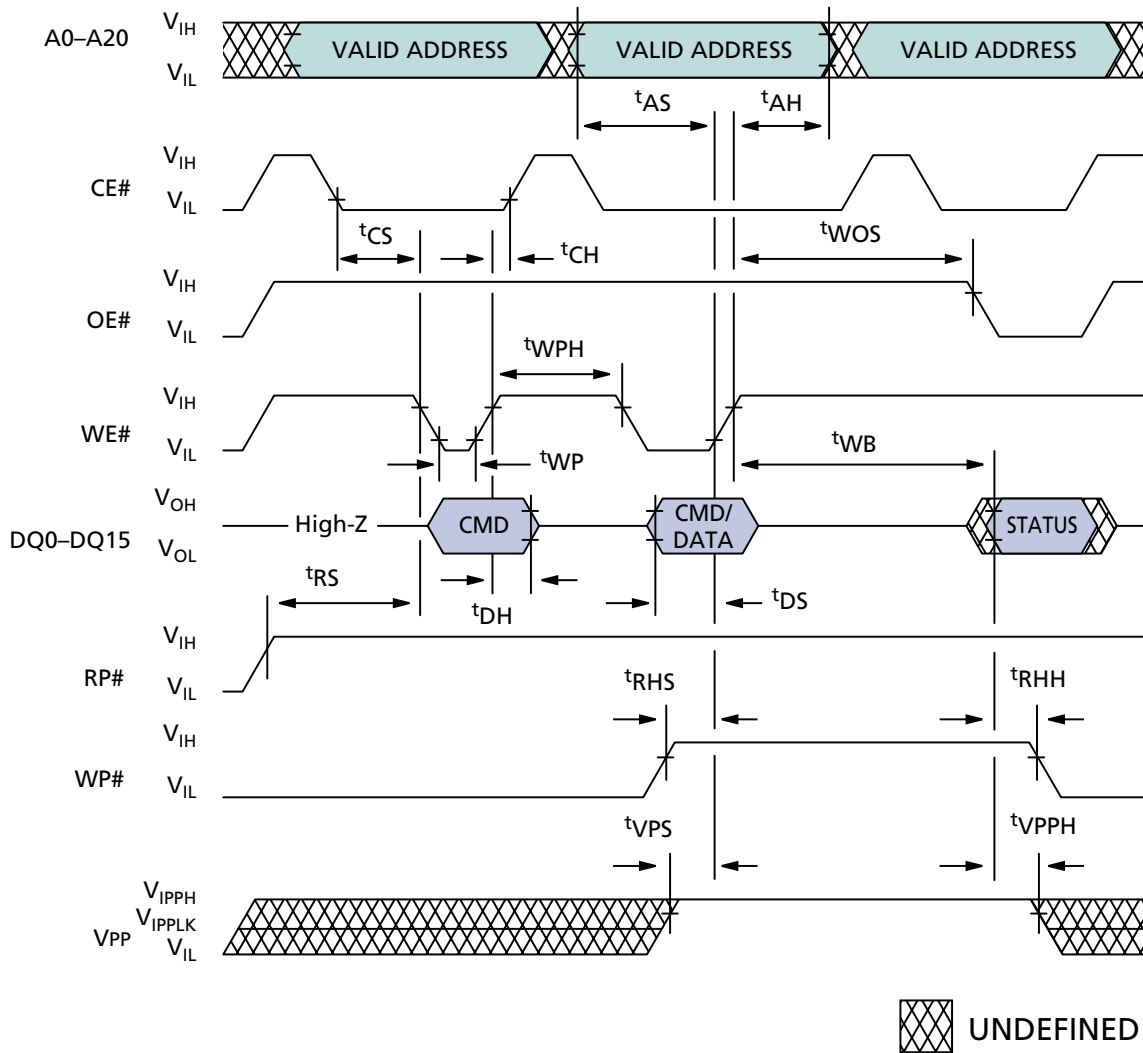 A0–A20
VIH
VIL
VALID ADDRESS
VALID ADDRESS
VALID ADDRESS
tAS
tAH
CE#
VIH
VIL
tCS
tCH
tWOS
OE#
VIH
VIL
tWPH
WE#
VIH
VIL
tWP
tWB
DQ0–DQ15
VOH
VOL
High-Z
CMD
CMD/
DATA
STATUS
tRS
tDH
tDS
RP#
VIH
VIL
tRHS
tRHH
WP#
VIH
VIL
tVPS
tVPPH
VPP
VIPPH
VIPPLK
VIL
UNDEFINED